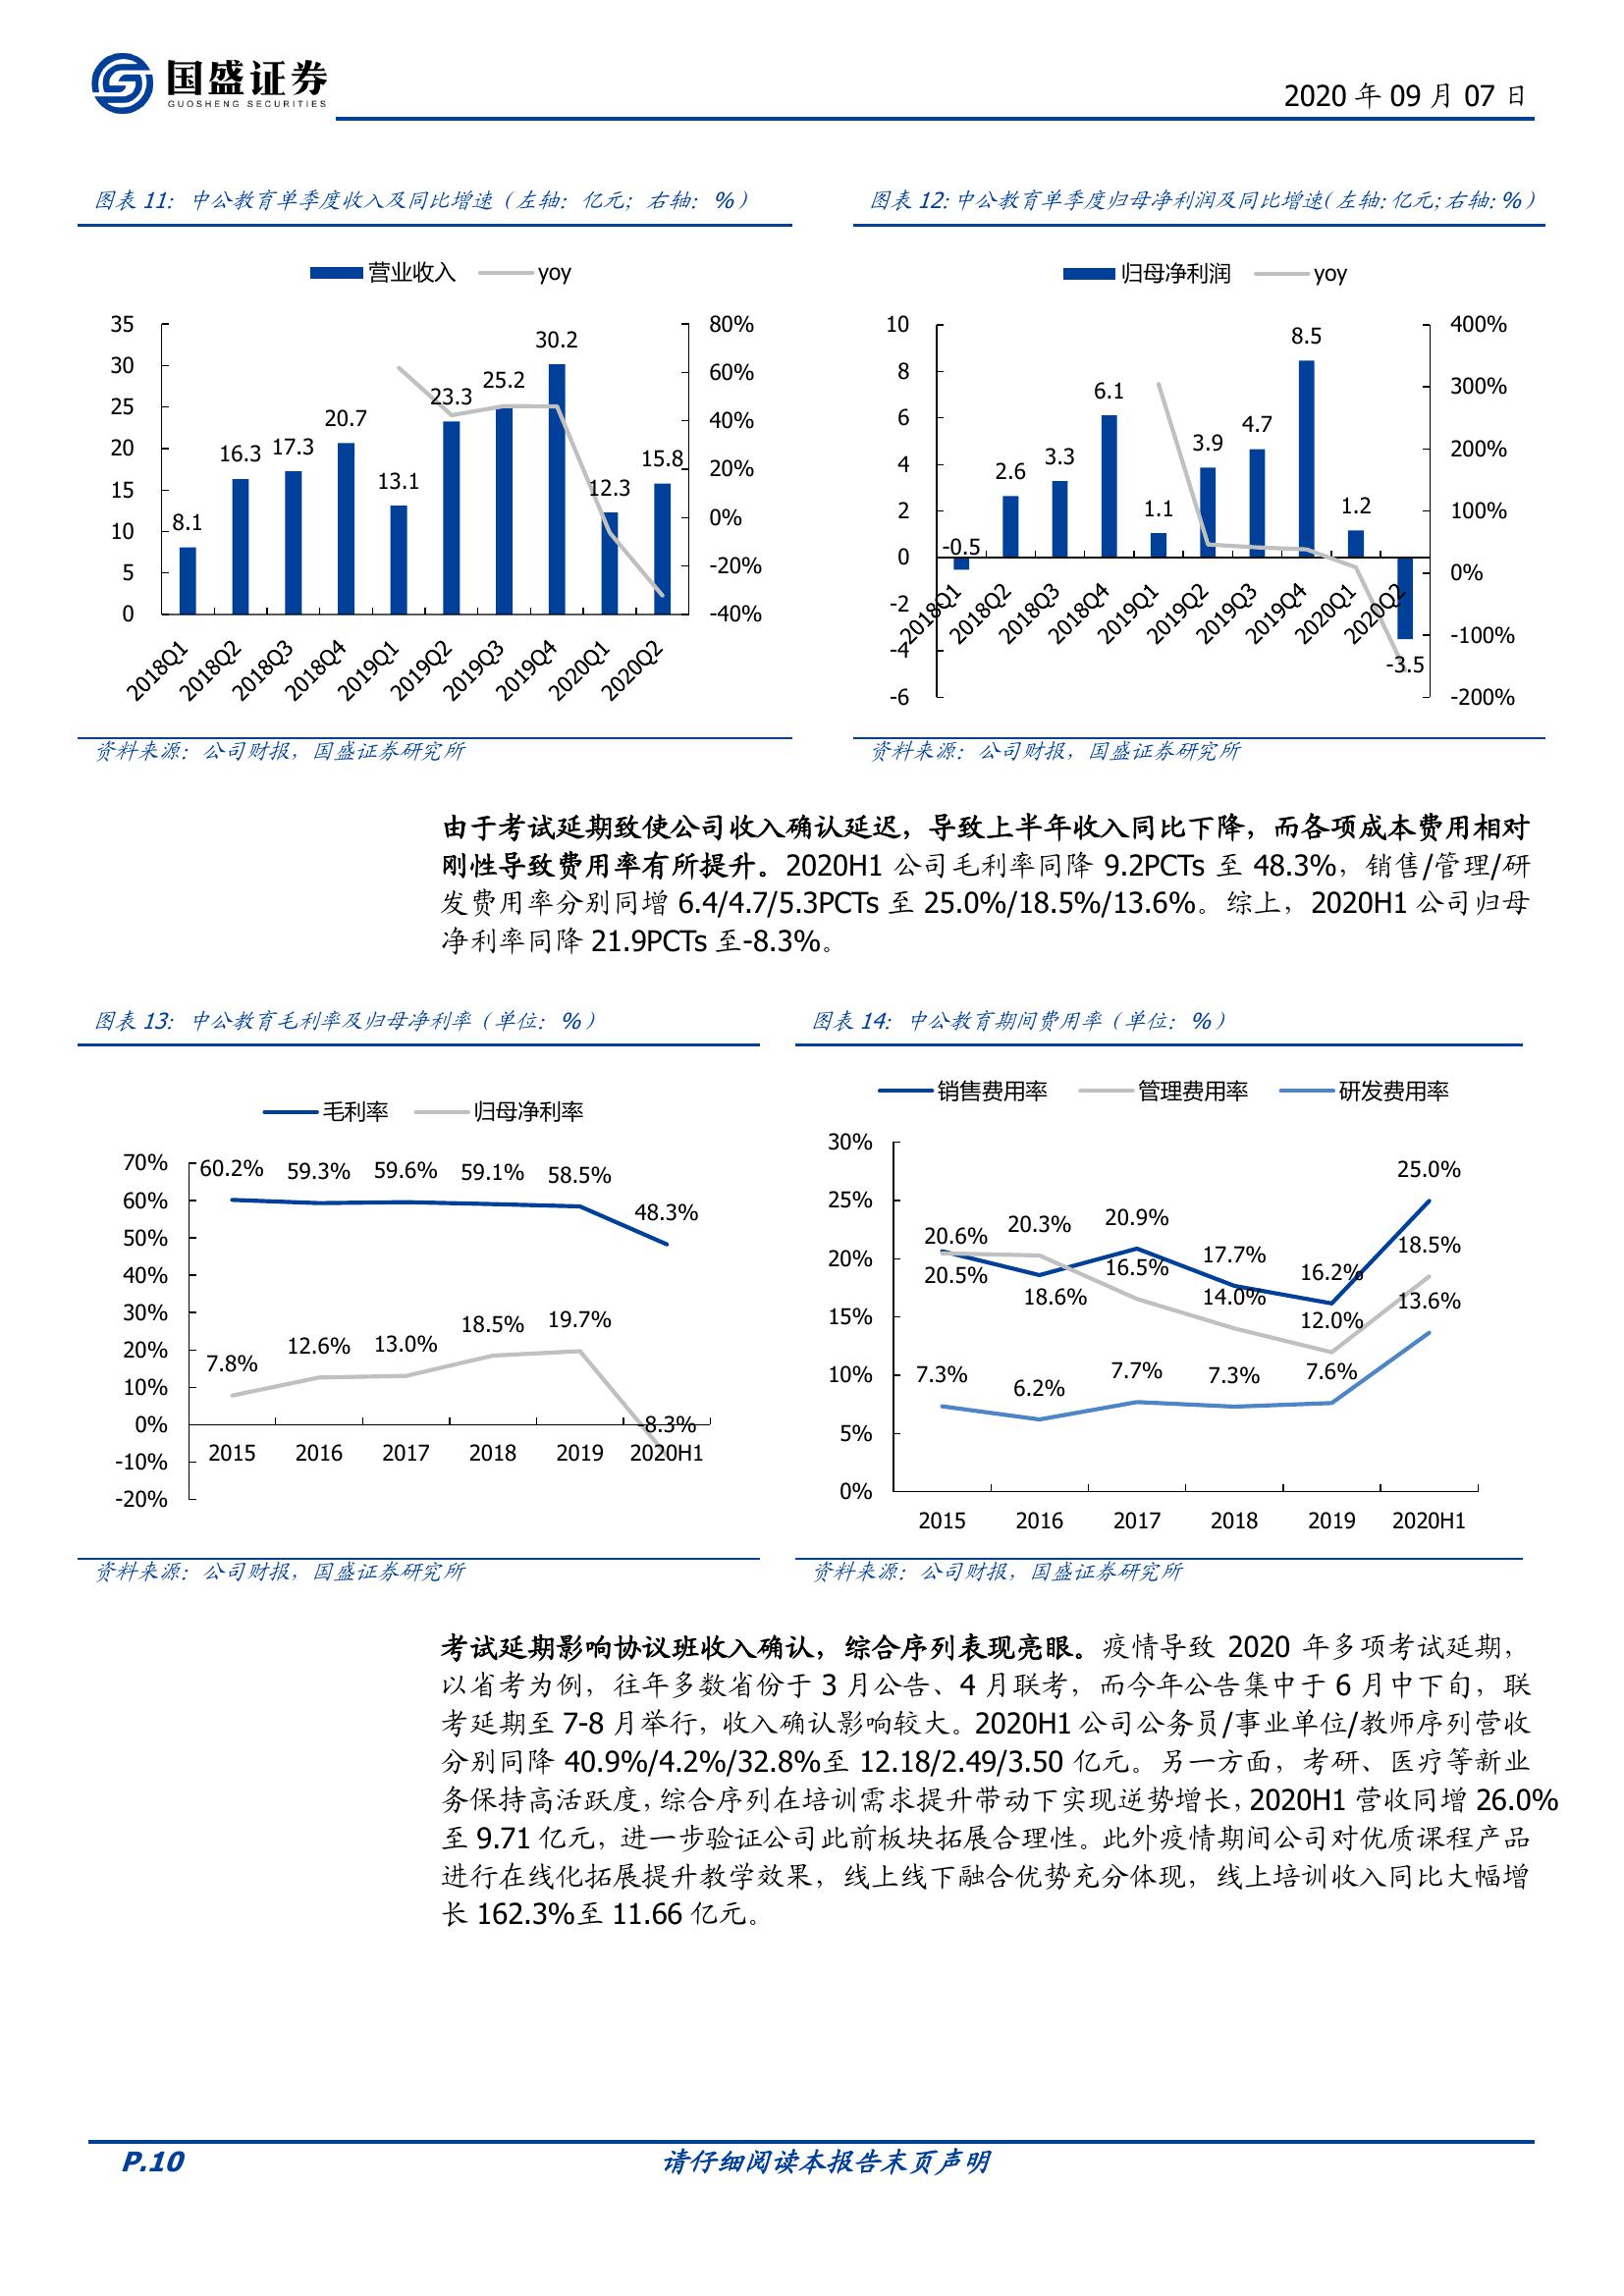 国盛证券
GUOSHENG SECURITIES
2020 年 09 月 07 日
图表 11：中公教育单季度收入及同比增速（左轴：亿元；右轴：%）
营业收入 yoy
35
30
25
20
15
10
5
0
80%
60%
40%
20%
0%
-20%
-40%
8.1
16.3
17.3
20.7
13.1
23.3
25.2
30.2
12.3
15.8
2018Q1
2018Q2
2018Q3
2018Q4
2019Q1
2019Q2
2019Q3
2019Q4
2020Q1
2020Q2
资料来源：公司财报，国盛证券研究所
图表 12：中公教育单季度归母净利润及同比增速（左轴：亿元；右轴：%）
归母净利润 yoy
10
8
6
4
2
0
-2
-4
-6
400%
300%
200%
100%
0%
-100%
-200%
-0.5
2.6
3.3
6.1
1.1
3.9
4.7
8.5
1.2
-3.5
2018Q1
2018Q2
2018Q3
2018Q4
2019Q1
2019Q2
2019Q3
2019Q4
2020Q1
2020Q2
资料来源：公司财报，国盛证券研究所
由于考试延期致使公司收入确认延迟，导致上半年收入同比下降，而各项成本费用相对
刚性导致费用率有所提升。2020H1 公司毛利率同降 9.2PCTs 至 48.3%，销售/管理/研
发费用率分别同增 6.4/4.7/5.3PCTs 至 25.0%/18.5%/13.6%。综上，2020H1 公司归母
净利率同降 21.9PCTs 至-8.3%。
图表 13：中公教育毛利率及归母净利率（单位：%）
毛利率 归母净利率
70%
60%
50%
40%
30%
20%
10%
0%
-10%
-20%
60.2%
59.3%
59.6%
59.1%
58.5%
48.3%
7.8%
12.6%
13.0%
18.5%
19.7%
-8.3%
2015 2016 2017 2018 2019 2020H1
资料来源：公司财报，国盛证券研究所
图表 14：中公教育期间费用率（单位：%）
销售费用率 管理费用率 研发费用率
30%
25%
20%
15%
10%
5%
0%
20.6%
18.6%
20.9%
17.7%
16.2%
25.0%
20.5%
20.3%
16.5%
14.0%
12.0%
18.5%
7.3%
6.2%
7.7%
7.3%
7.6%
13.6%
2015 2016 2017 2018 2019 2020H1
资料来源：公司财报，国盛证券研究所
考试延期影响协议班收入确认，综合序列表现亮眼。疫情导致 2020 年多项考试延期，
以省考为例，往年多数省份于 3 月公告、4 月联考，而今年公告集中于 6 月中下旬，联
考延期至 7-8 月举行，收入确认影响较大。2020H1 公司公务员/事业单位/教师序列营收
分别同降 40.9%/4.2%/32.8%至 12.18/2.49/3.50 亿元。另一方面，考研、医疗等新业
务保持高活跃度，综合序列在培训需求提升带动下实现逆势增长，2020H1 营收同增 26.0%
至 9.71 亿元，进一步验证公司此前板块拓展合理性。此外疫情期间公司对优质课程产品
进行在线化拓展提升教学效果，线上线下融合优势充分体现，线上培训收入同比大幅增
长 162.3%至 11.66 亿元。
P.10
请仔细阅读本报告末页声明